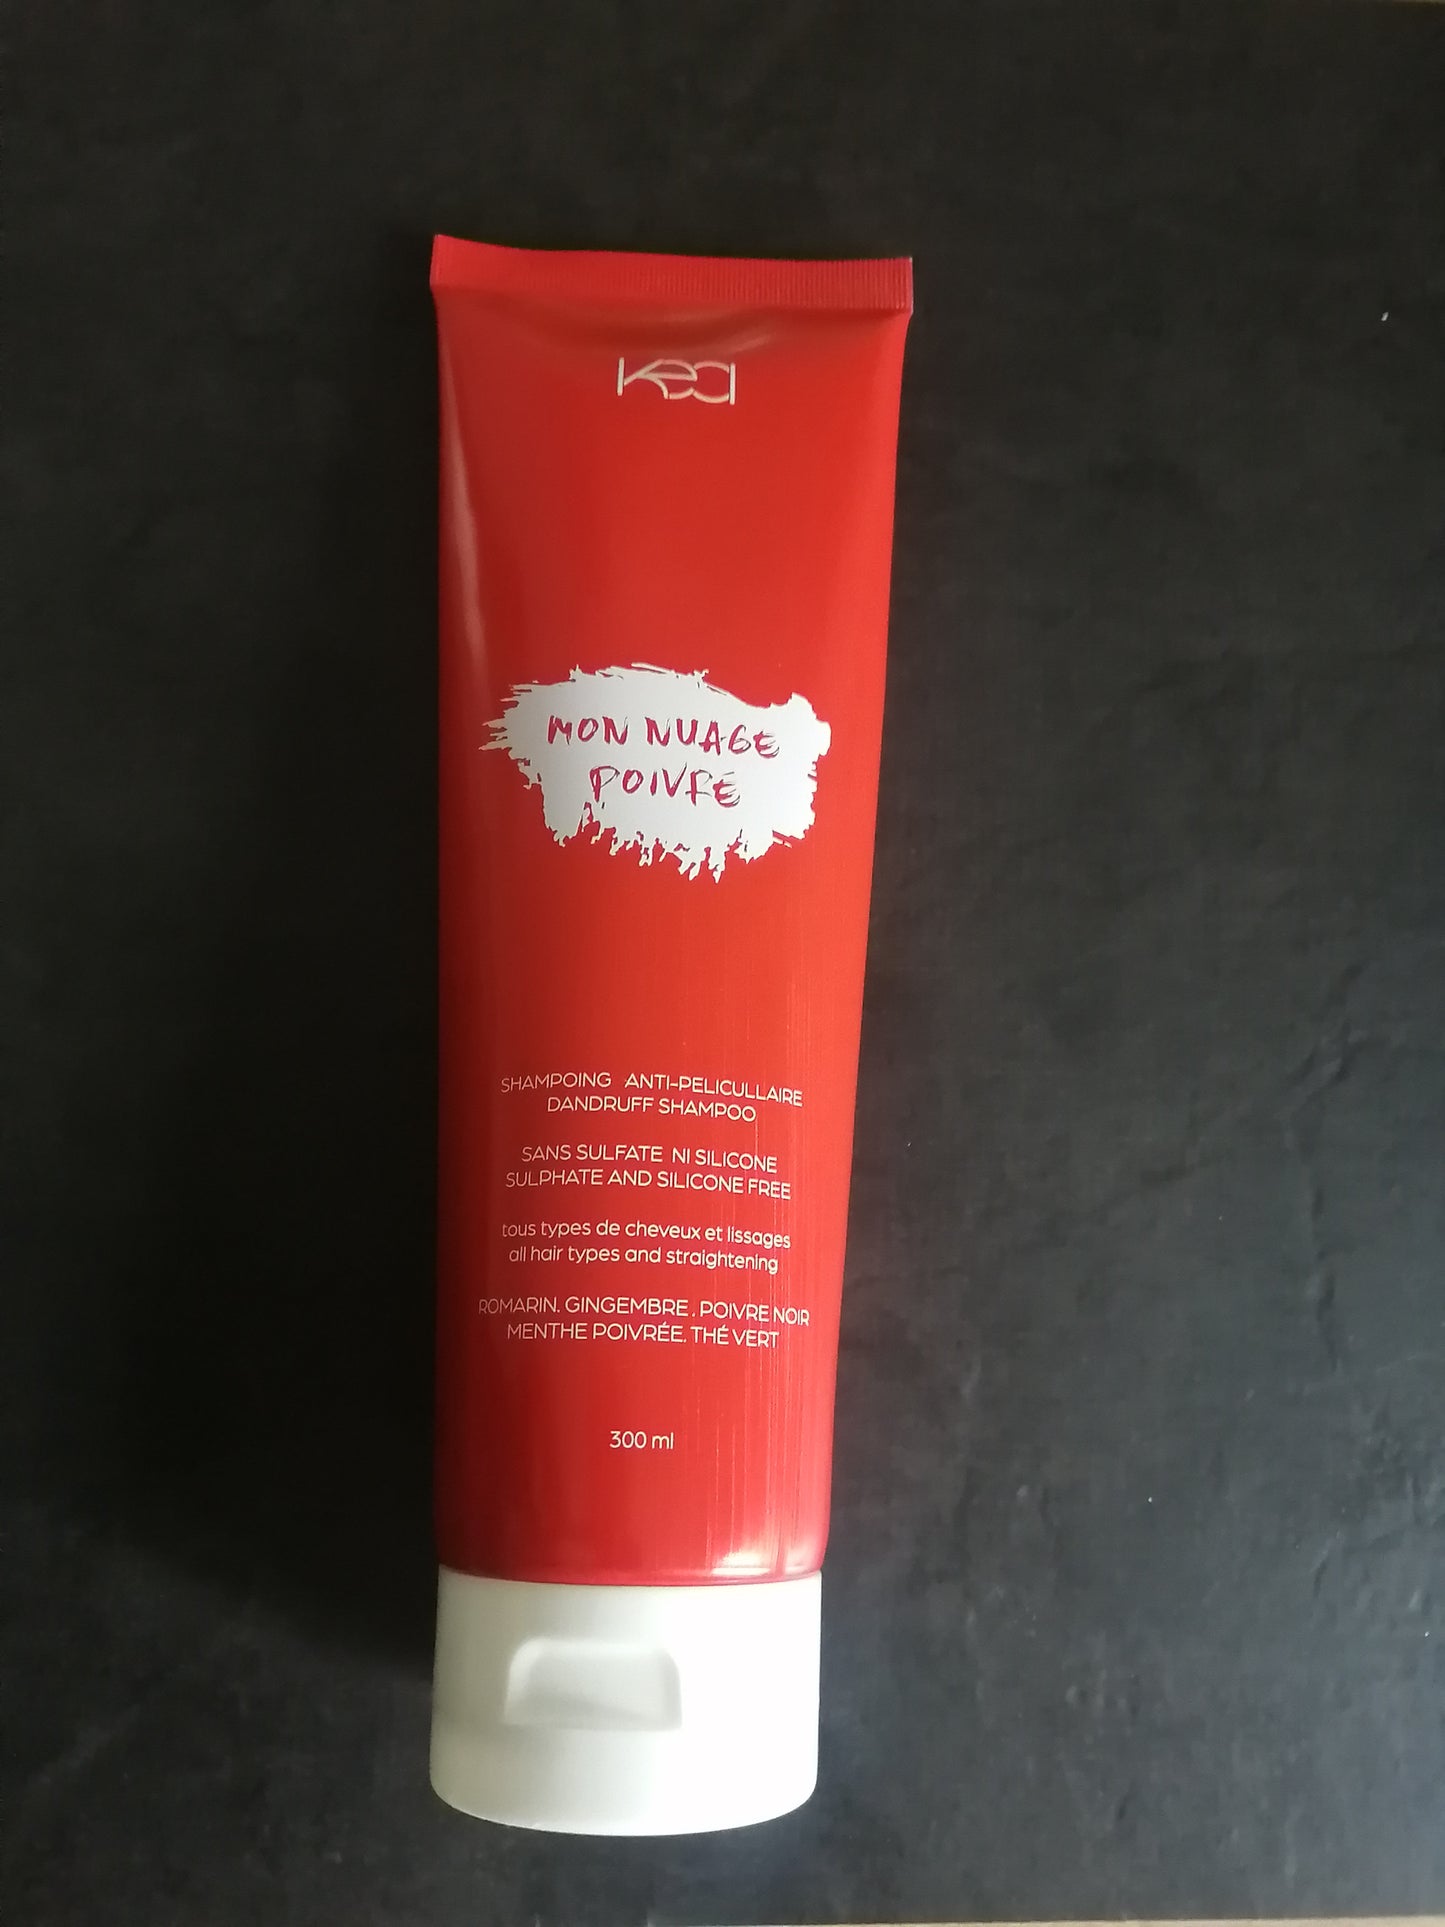 kea
MON NUAGE
POIVRE
SHAMPOING ANTI-PELICULLAIRE
DANDRUFF SHAMPOO
SANS SULFATE NI SILICONE
SULPHATE AND SILICONE FREE
tous types de cheveux et lissages
all hair types and straightening
ROMARIN. GINGEMBRE. POIVRE NOIR
MENTHE POIVRÉE. THÉ VERT
300 ml